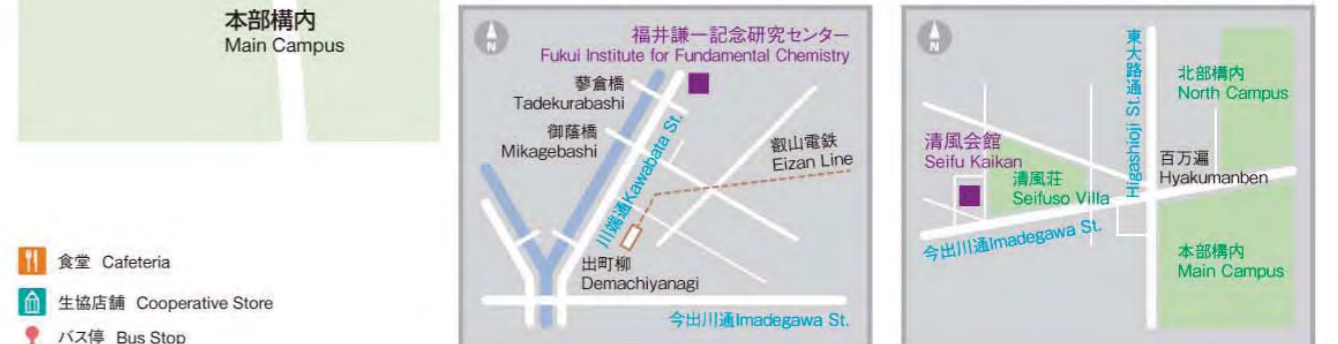 本部構内
Main Campus
食堂 Cafeteria
生協店舗 Cooperative Store
バス停 Bus Stop
N
福井謙一記念研究センター
Fukui Institute for Fundamental Chemistry
蓼倉橋
Tadekurabashi
御蔭橋
Mikagebashi
川端通Kawabata St.
叡山電鉄
Eizan Line
出町柳
Demachiyanagi
今出川通Imadegawa St.
N
東大路通 Higashioji St.
北部構内
North Campus
清風会館
Seifu Kaikan
清風荘
Seifuso Villa
百万遍
Hyakumanben
今出川通Imadegawa St.
本部構内
Main Campus